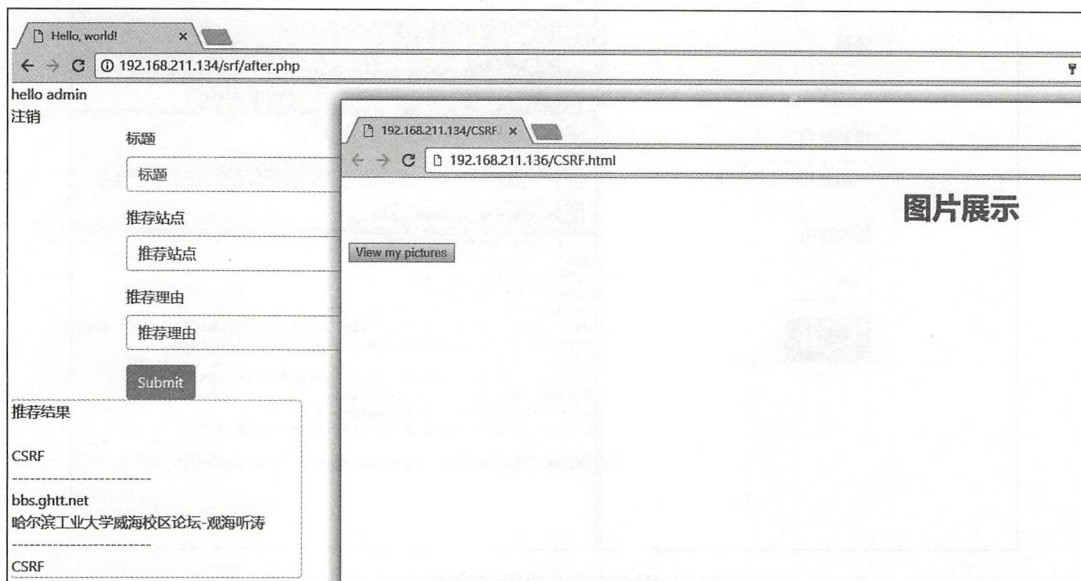 Hello, world!
192.168.211.134/srf/after.php
hello admin
注销
标题
标题
推荐站点
推荐站点
推荐理由
推荐理由
Submit
推荐结果
CSRF
----------------------
bbs.ghtt.net
哈尔滨工业大学威海校区论坛-观海听涛
----------------------
CSRF
192.168.211.134/CSRF.
192.168.211.136/CSRF.html
图片展示
View my pictures